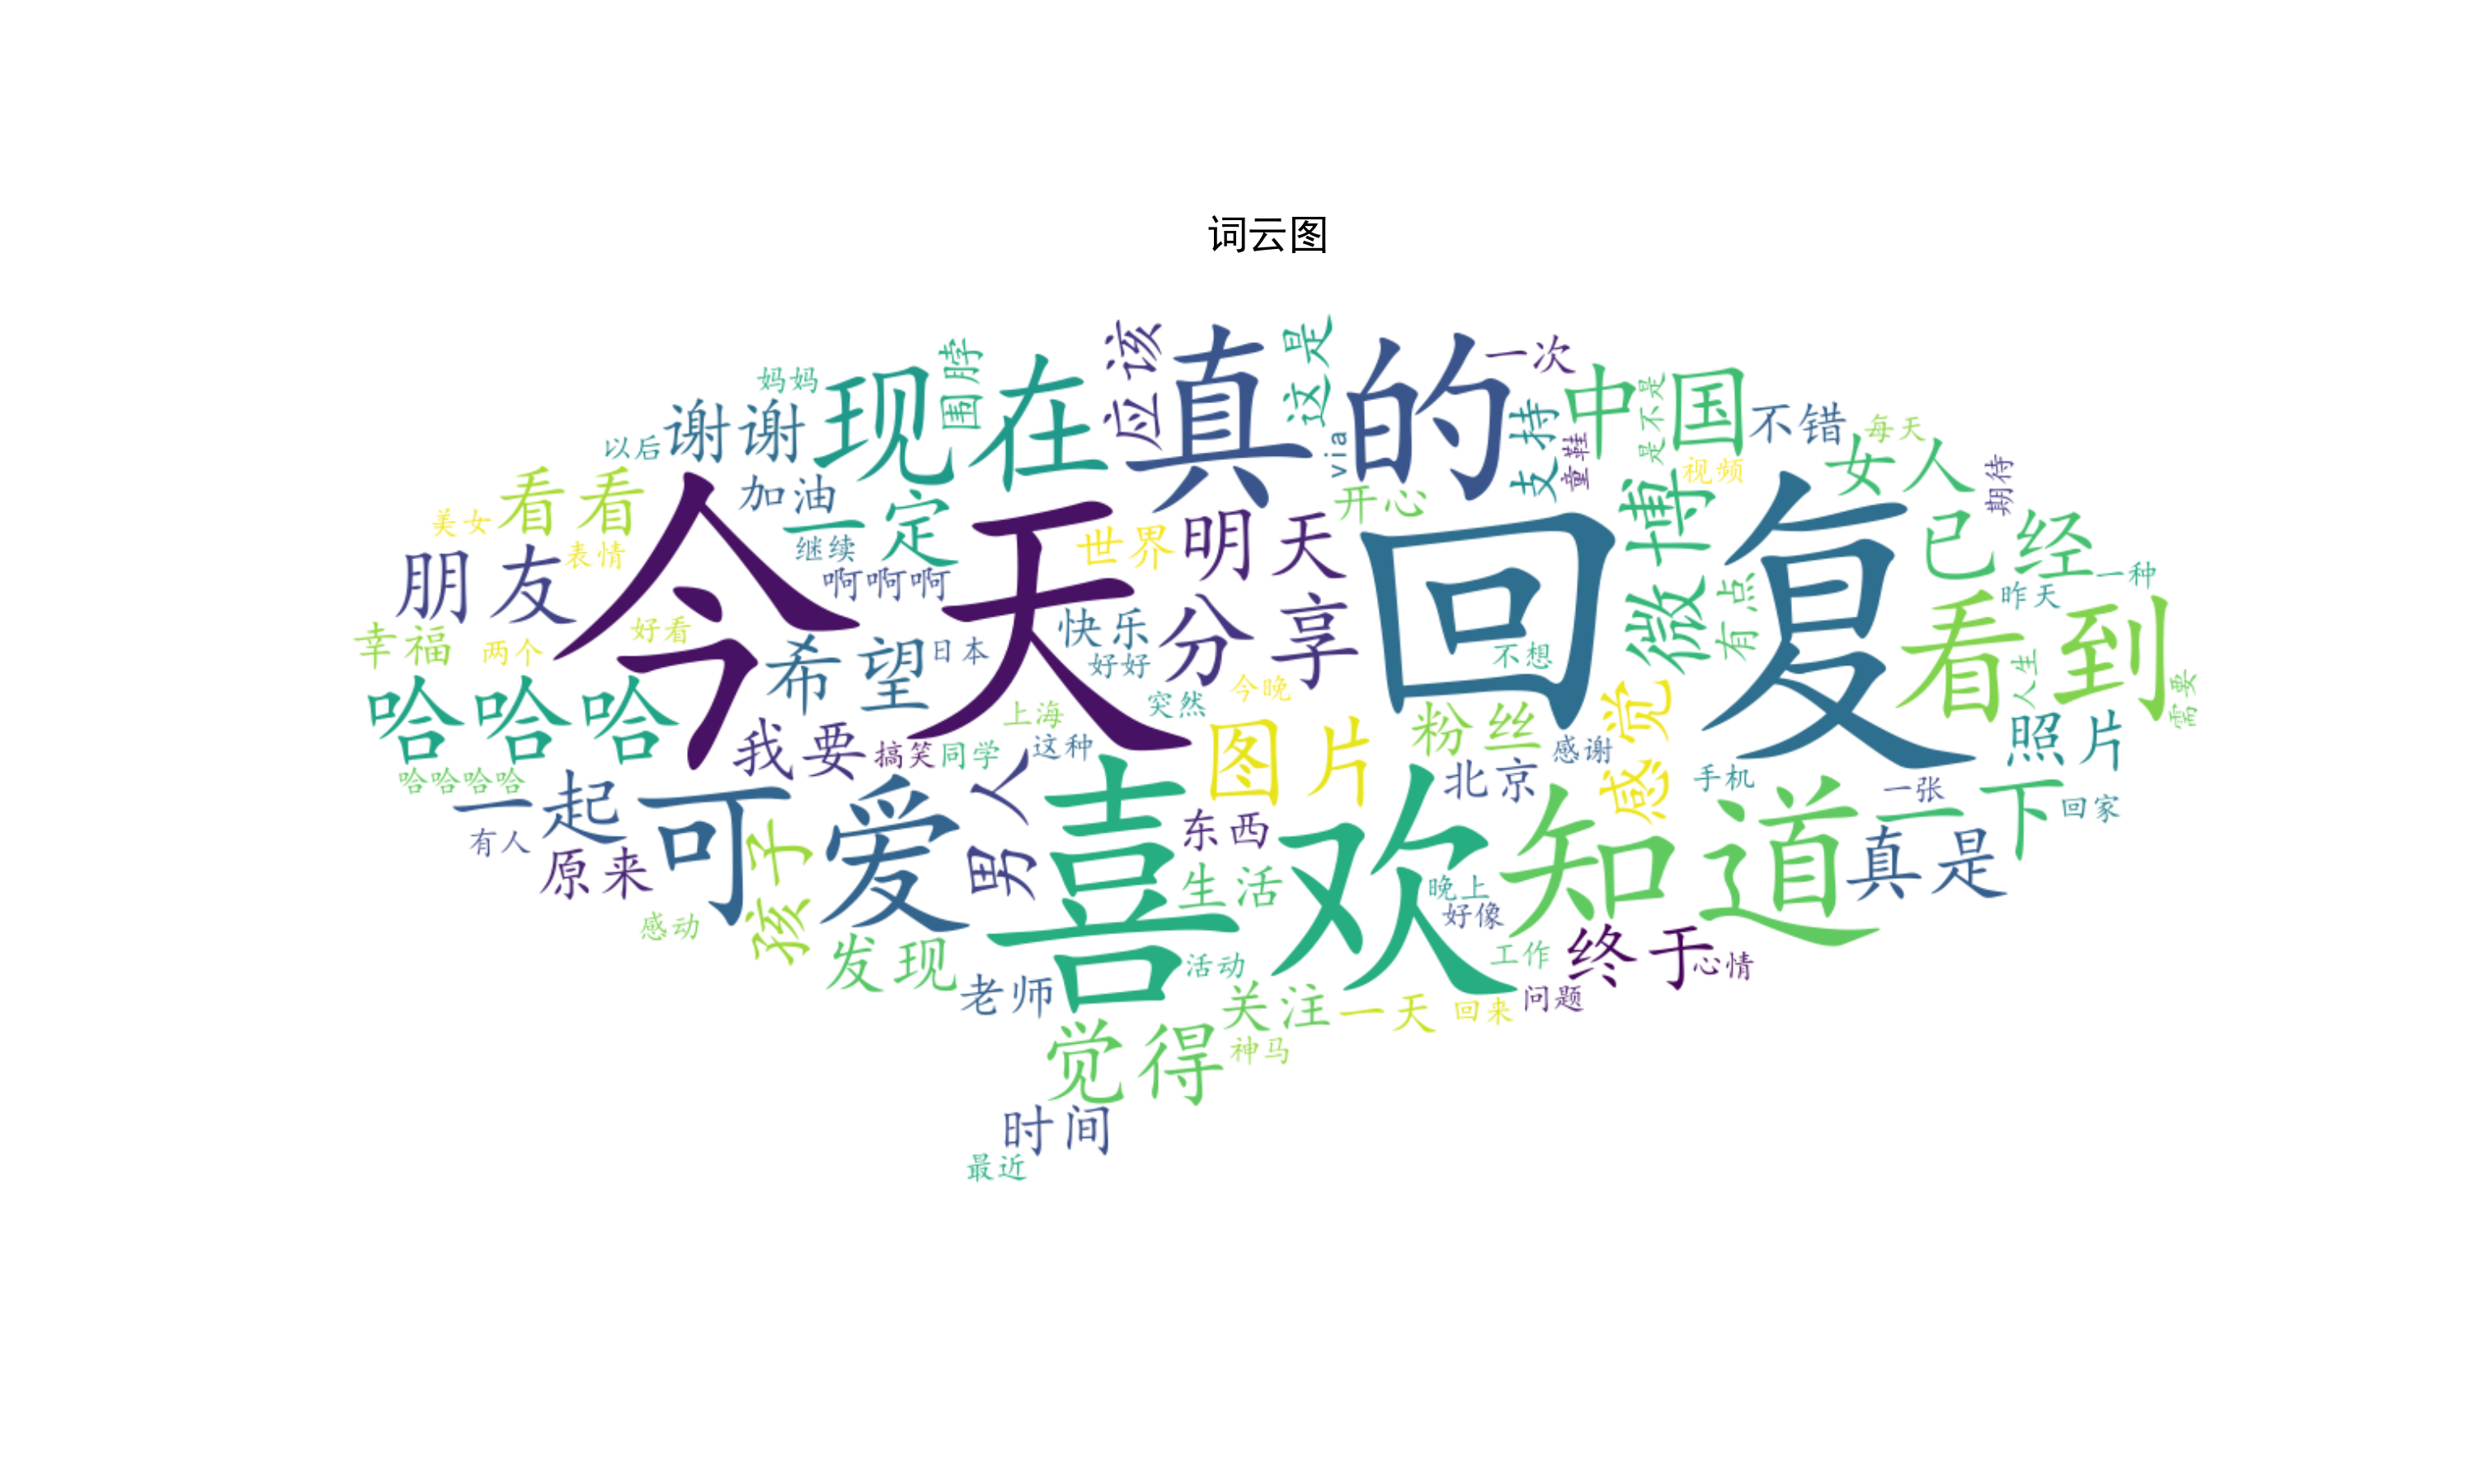 词云图
这是
应该
真的
一次
围脖
妈妈
现在
中国
是不是
谢谢
不错
每天
via
支持
童鞋
以后
女人
视频
看看
加油
开心
期待
美女
一定
世界
明天
微博
已经
表情
继续
朋友
今天
回复
啊啊啊
一种
昨天
有点
看到
幸福
两个
好看
希望
日本
快乐
好好
分享
不想
人生
需要
哈哈哈
突然
今晚
上海
感觉
粉丝
照片
我要
搞笑
同学
这种
图片
感谢
哈哈哈哈
男人
北京
手机
一张
一下
回家
一起
可爱
喜欢
知道
有人
原来
孩子
东西
真是
生活
晚上
好像
感动
发现
活动
工作
终于
心情
老师
关注
一天
回来
问题
觉得
神马
时间
最近